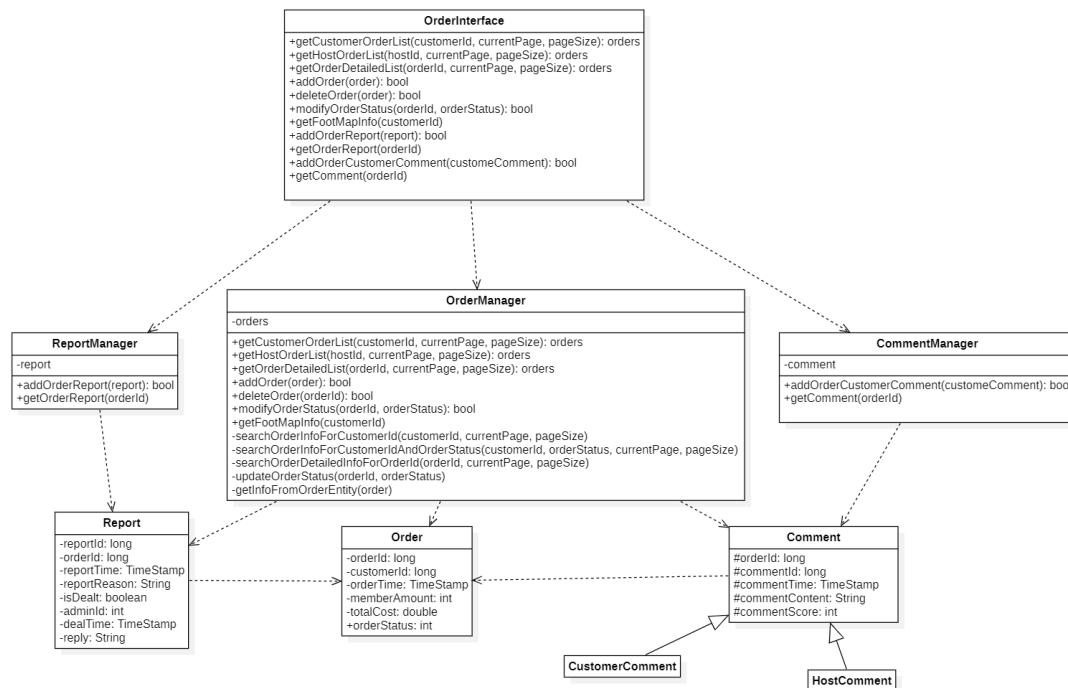 OrderInterface
+getCustomerOrderList(customerId, currentPage, pageSize): orders
+getHostOrderList(hostId, currentPage, pageSize): orders
+getOrderDetailedList(orderId, currentPage, pageSize): orders
+addOrder(order): bool
+deleteOrder(order): bool
+modifyOrderStatus(orderId, orderStatus): bool
+getFootMapInfo(customerId)
+addOrderReport(report): bool
+getOrderReport(orderId)
+addOrderCustomerComment(customeComment): bool
+getComment(orderId)
ReportManager
-report
+addOrderReport(report): bool
+getOrderReport(orderId)
OrderManager
-orders
+getCustomerOrderList(customerId, currentPage, pageSize): orders
+getHostOrderList(hostId, currentPage, pageSize): orders
+getOrderDetailedList(orderId, currentPage, pageSize): orders
+addOrder(order): bool
+deleteOrder(orderId): bool
+modifyOrderStatus(orderId, orderStatus): bool
+getFootMapInfo(customerId)
-searchOrderInfoForCustomerId(customerId, currentPage, pageSize)
-searchOrderInfoForCustomerIdAndOrderStatus(customerId, orderStatus, currentPage, pageSize)
-searchOrderDetailedInfoForOrderId(orderId, currentPage, pageSize)
-updateOrderStatus(orderId, orderStatus)
-getInfoFromOrderEntity(order)
CommentManager
-comment
+addOrderCustomerComment(customeComment): boo
+getComment(orderId)
Report
-reportId: long
-orderId: long
-reportTime: TimeStamp
-reportReason: String
-isDealt: boolean
-adminId: int
-dealTime: TimeStamp
-reply: String
Order
-orderId: long
-customerId: long
-orderTime: TimeStamp
-memberAmount: int
-totalCost: double
+orderStatus: int
Comment
#orderId: long
#commentId: long
#commentTime: TimeStamp
#commentContent: String
#commentScore: int
CustomerComment
HostComment